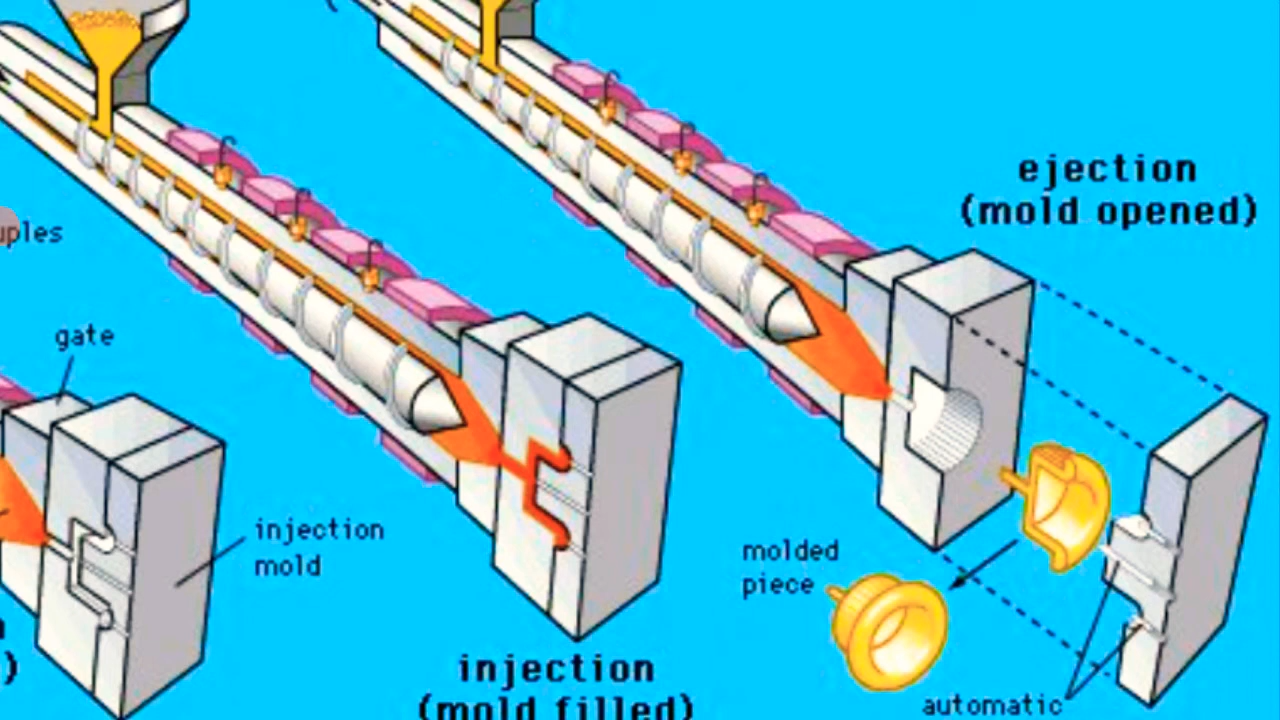 ejection
(mold opened)
uples
gate
injection
mold
molded
piece
injection
(mold filled)
automatic
)